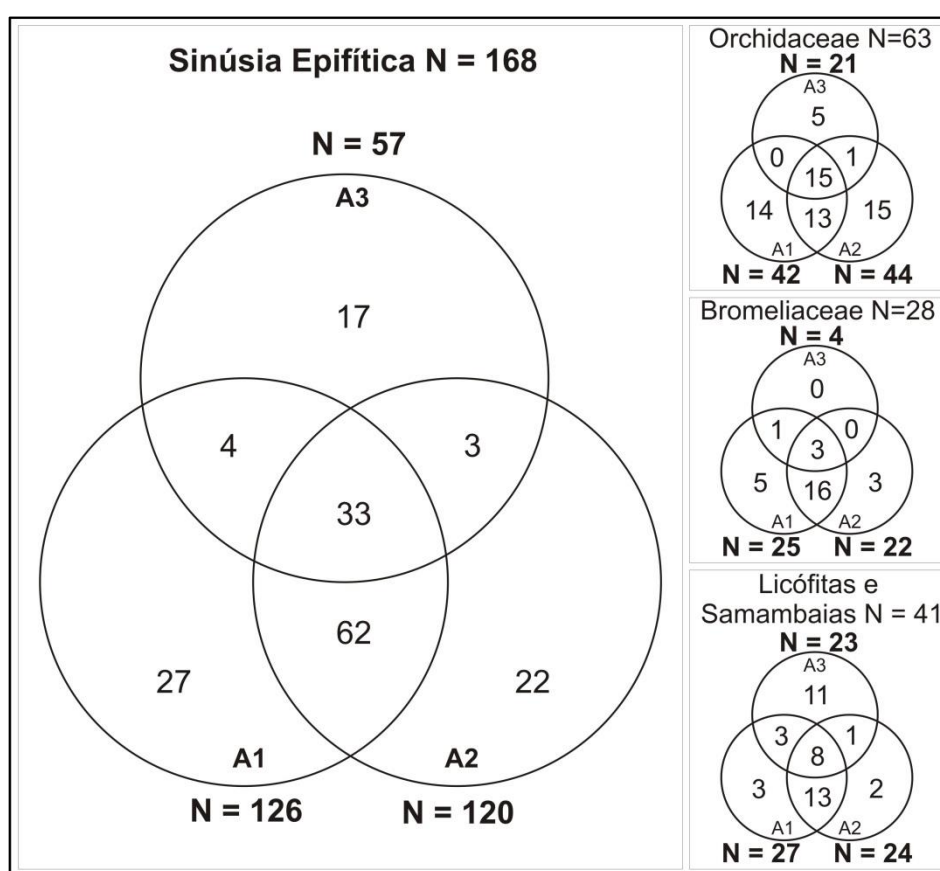 Sinúsia Epifítica N = 168
N = 57
A3
17
4
3
33
62
27
22
A1
A2
N = 126
N = 120
Orchidaceae N=63
N = 21
A3
5
0
1
15
14
13
15
A1
A2
N = 42
N = 44
Bromeliaceae N=28
N = 4
A3
0
1
0
3
5
16
3
A1
A2
N = 25
N = 22
Licófitas e
Samambaias N = 41
N = 23
A3
11
3
1
8
3
13
2
A1
A2
N = 27
N = 24